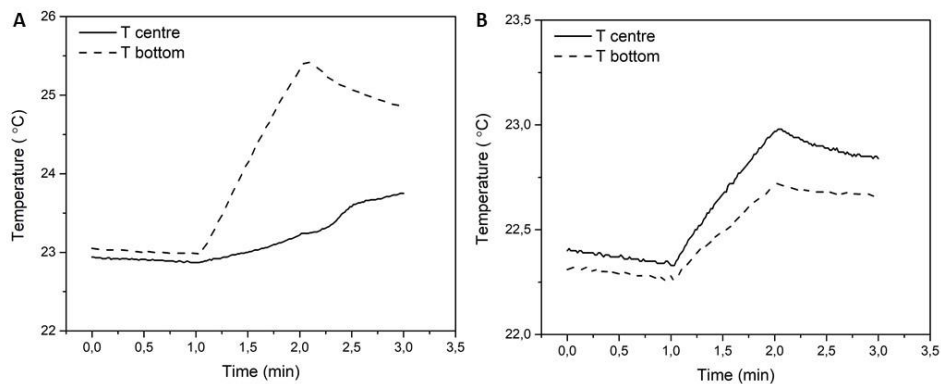 A
T centre
T bottom
Temperature ( °C)
26
25
24
23
22
0,0 0,5 1,0 1,5 2,0 2,5 3,0 3,5
Time (min)
B
T centre
T bottom
Temperature ( °C)
23,5
23,0
22,5
22,0
0,0 0,5 1,0 1,5 2,0 2,5 3,0 3,5
Time (min)